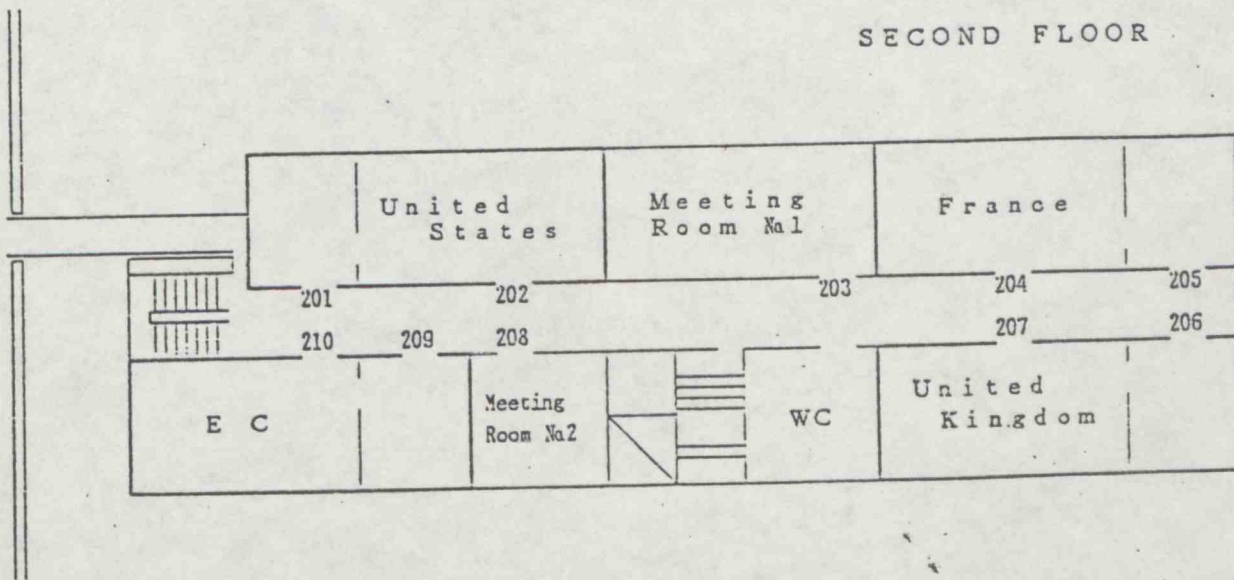 SECOND FLOOR
United
States
Meeting
Room №1
France
201
202
203
204
205
210
209
208
207
206
E C
Meeting
Room №2
WC
United
Kingdom